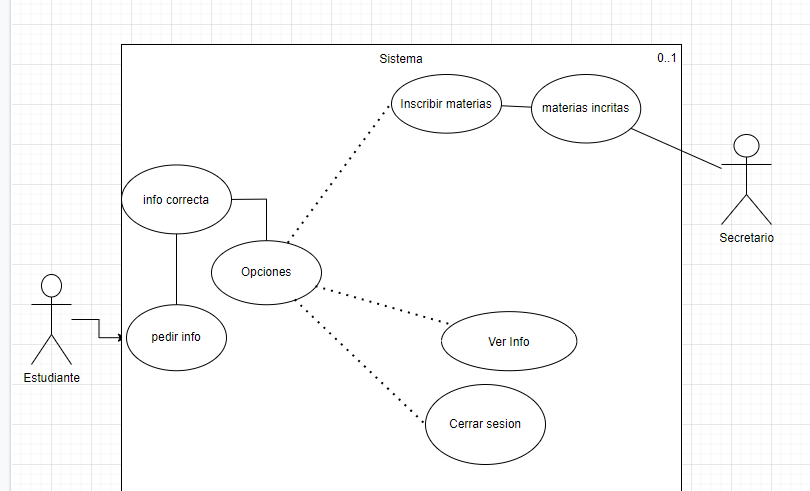 Sistema
0..1
Inscribir materias
materias incritas
info correcta
Secretario
Opciones
pedir info
Ver Info
Estudiante
Cerrar sesion